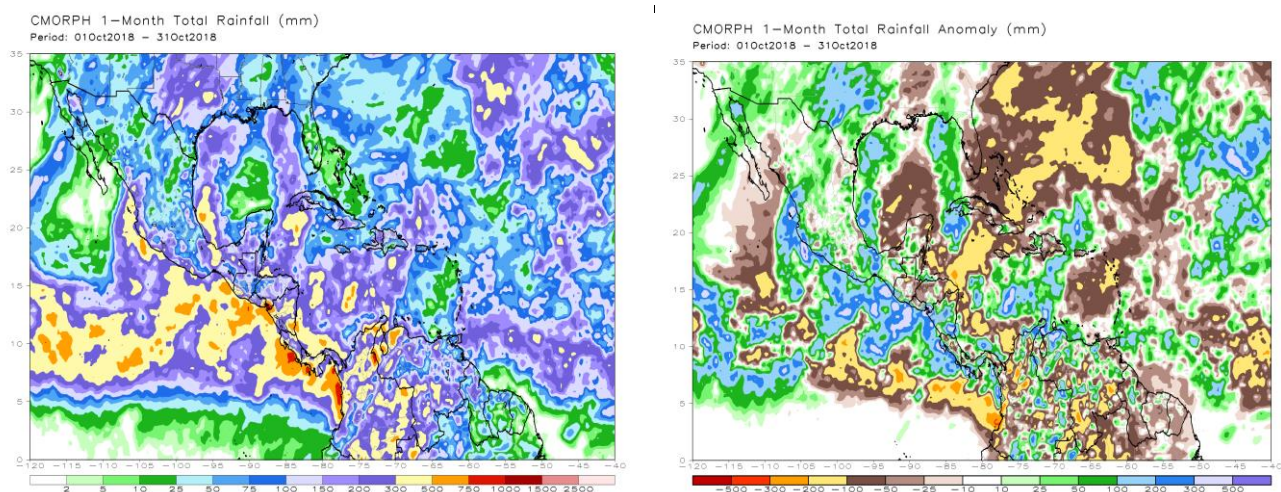 CMORPH 1-Month Total Rainfall (mm)
Period: 01Oct2018 - 31Oct2018
35
30
25
20
15
10
5
0
-120 -115 -110 -105 -100 -95 -90 -85 -80 -75 -70 -65 -60 -55 -50 -45 -40
2 5 10 25 50 75 100 150 200 300 500 750 1000 1500 2500
CMORPH 1-Month Total Rainfall Anomaly (mm)
Period: 01Oct2018 - 31Oct2018
35
30
25
20
15
10
5
0
-120 -115 -110 -105 -100 -95 -90 -85 -80 -75 -70 -65 -60 -55 -50 -45 -40
-500 -300 -200 -100 -50 -25 -10 10 25 50 100 200 300 500